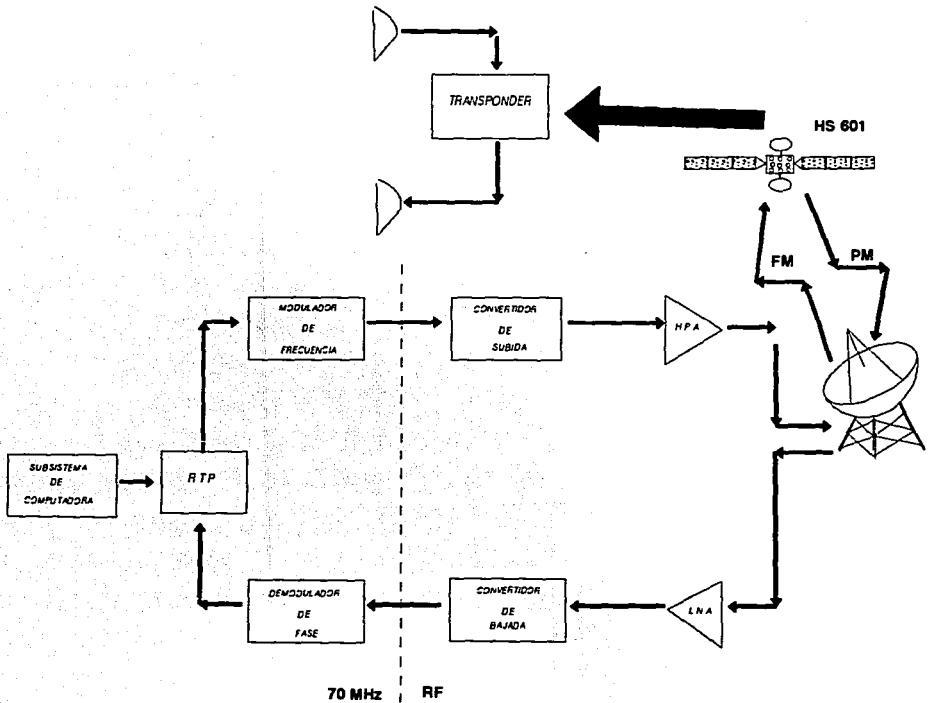 TRANSPONDER
HS 601
FM
PM
MODULADOR
DE
FRECUENCIA
CONVERTIDOR
DE
SUBIDA
HPA
SUBSISTEMA
DE
COMPUTADORA
RTP
DEMODULADOR
DE
FASE
CONVERTIDOR
DE
BAJADA
LNA
70 MHz
RF